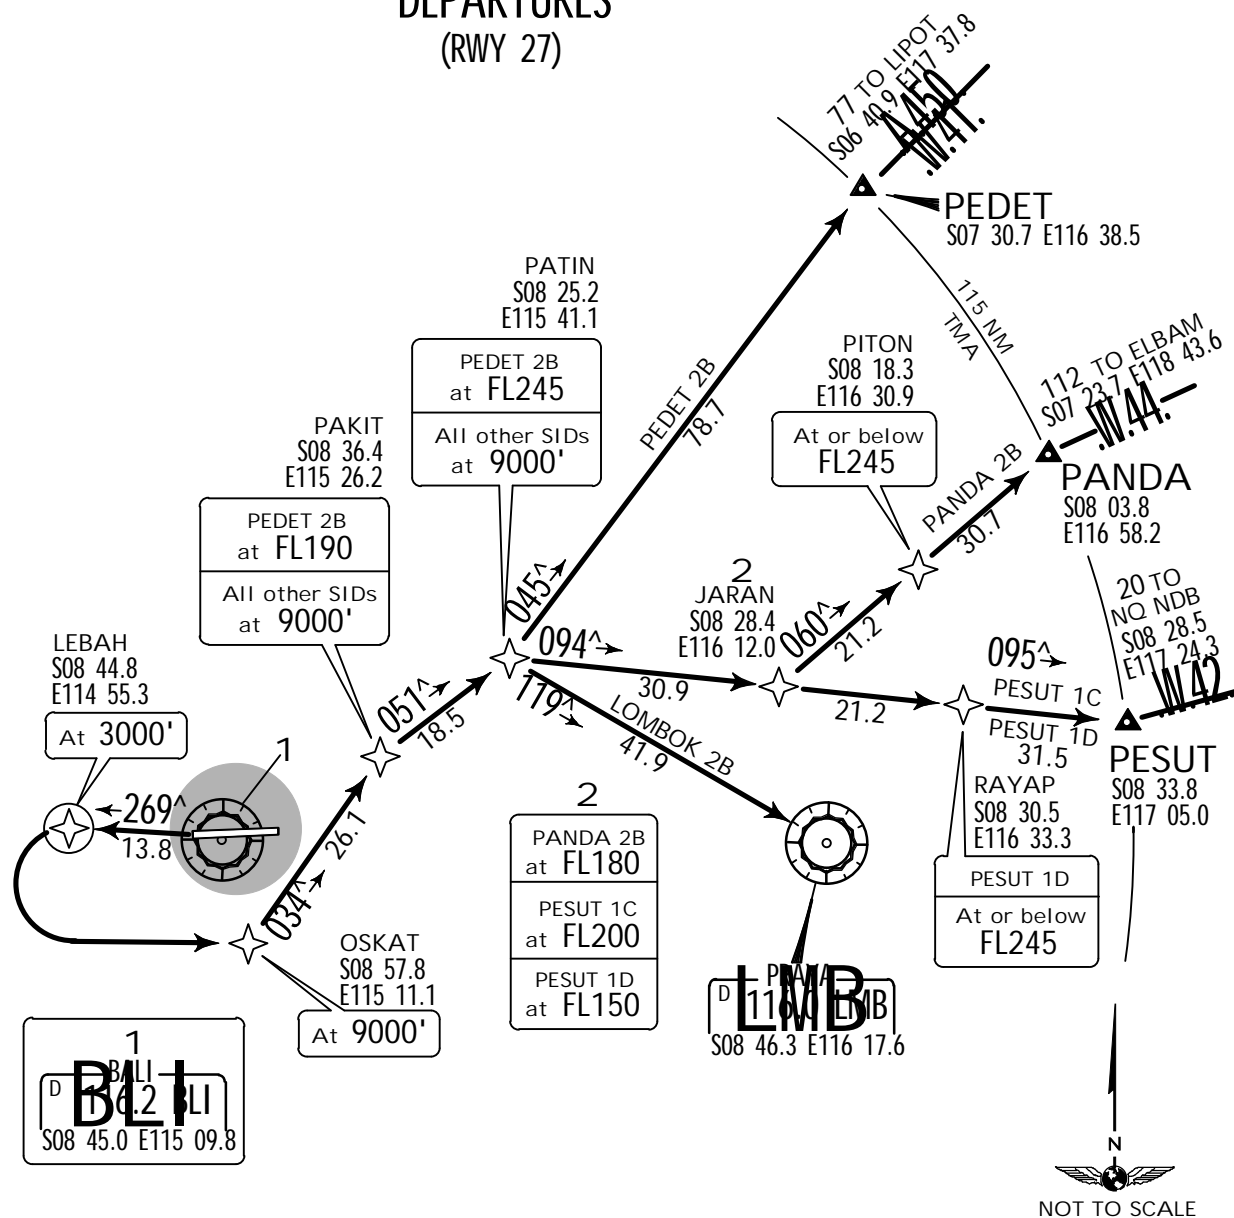 DEPARTURES
(RWY 27)
77 TO LIPOT
S06 40.9 E117 37.8
A450
.W.41.
PEDET
S07 30.7 E116 38.5
115 NM
TMA
PATIN
S08 25.2
E115 41.1
PEDET 2B
at FL245
All other SIDs
at 9000'
PEDET 2B
78.7
045^
PITON
S08 18.3
E116 30.9
At or below
FL245
112 TO ELBAM
S07 23.7 E118 43.6
.W.44.
PANDA
S08 03.8
E116 58.2
PANDA 2B
30.7
PAKIT
S08 36.4
E115 26.2
PEDET 2B
at FL190
All other SIDs
at 9000'
2
JARAN
S08 28.4
E116 12.0
060^
21.2
094^
30.9
20 TO
NQ NDB
S08 28.5
E117 24.3
.W.42.
095^
PESUT 1C
PESUT 1D
31.5
21.2
PESUT
S08 33.8
E117 05.0
RAYAP
S08 30.5
E116 33.3
PESUT 1D
At or below
FL245
LEBAH
S08 44.8
E114 55.3
At 3000'
1
269^
13.8
051^
18.5
034^
26.1
119^
LOMBOK 2B
41.9
2
PANDA 2B
at FL180
PESUT 1C
at FL200
PESUT 1D
at FL150
OSKAT
S08 57.8
E115 11.1
At 9000'
PRAYA
D 116.0 LMB
LMB
S08 46.3 E116 17.6
1
BALI
D 116.2 BLI
BLI
S08 45.0 E115 09.8
N
NOT TO SCALE